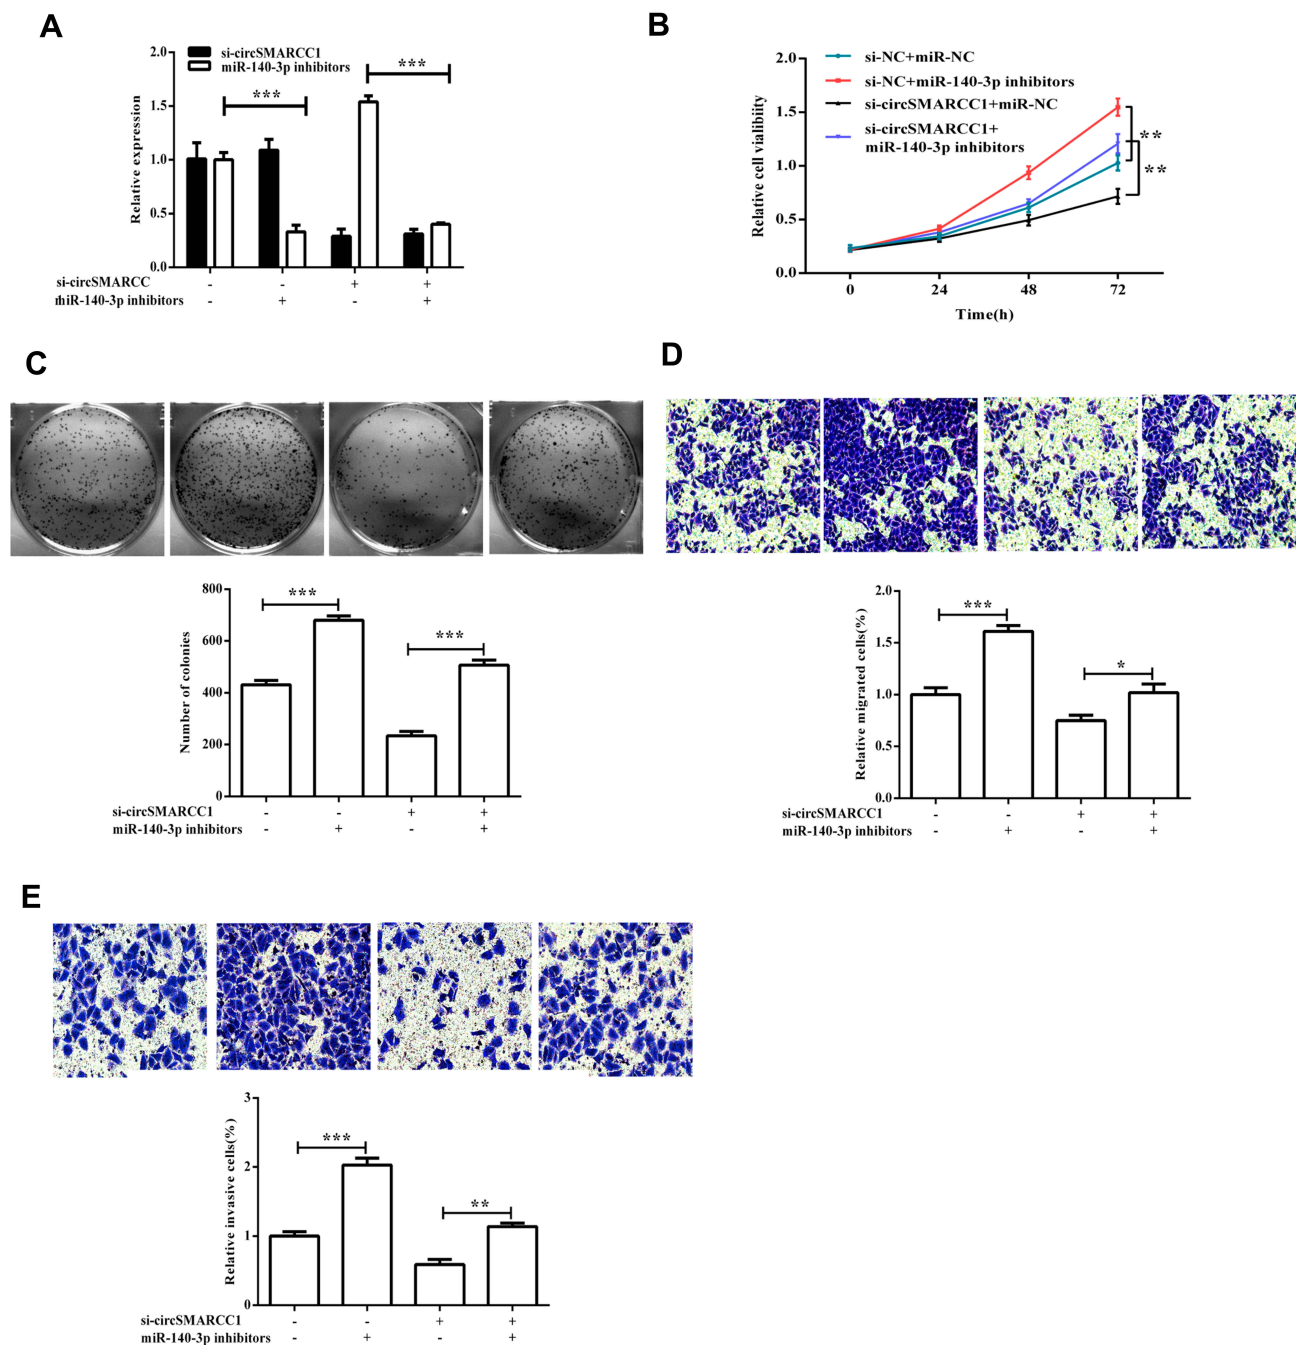 A
si-circSMARCC1
miR-140-3p inhibitors
***
***
Relative expression
2.0
1.5
1.0
0.5
0.0
si-circSMARCC - - + +
miR-140-3p inhibitors - + - +
B
si-NC+miR-NC
si-NC+miR-140-3p inhibitors
si-circSMARCC1+miR-NC
si-circSMARCC1+
miR-140-3p inhibitors
**
**
Relative cell vialibiity
2.0
1.5
1.0
0.5
0.0
0 24 48 72
Time(h)
C
Number of colonies
800
600
400
200
0
***
***
si-circSMARCC1 - - + +
miR-140-3p inhibitors - + - +
D
Relative migrated cells(%)
2.0
1.5
1.0
0.5
0.0
***
*
si-circSMARCC1 - - + +
miR-140-3p inhibitors - + - +
E
Relative invasive cells(%)
3
2
1
0
***
**
si-circSMARCC1 - - + +
miR-140-3p inhibitors - + - +